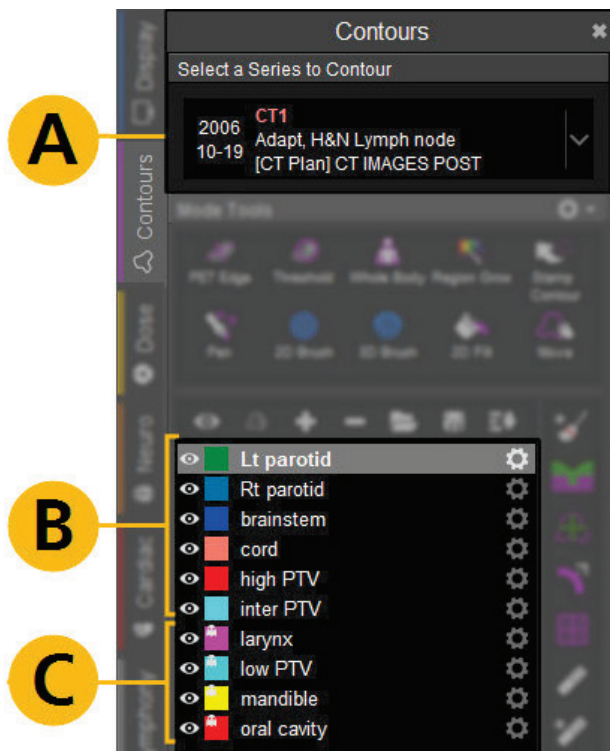 Contours
Select a Series to Contour
A
2006
10-19
CT1
Adapt, H&N Lymph node
[CT Plan] CT IMAGES POST
Display
Contours
Dose
Neuro
Cardiac
Mode Tools
PET Edge
Threshold
Whole Body
Region Grow
Stamp
Contour
Pen
2D Brush
3D Brush
2D Fill
Move
B
Lt parotid
Rt parotid
brainstem
cord
high PTV
inter PTV
C
larynx
low PTV
mandible
oral cavity